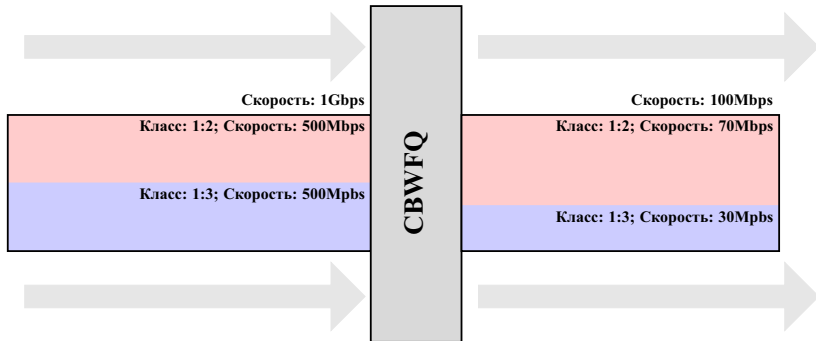 Скорость: 1Gbps
Скорость: 100Mbps
Класс: 1:2; Скорость: 500Mbps
Класс: 1:2; Скорость: 70Mbps
CBWFQ
Класс: 1:3; Скорость: 500Mpbs
Класс: 1:3; Скорость: 30Mpbs